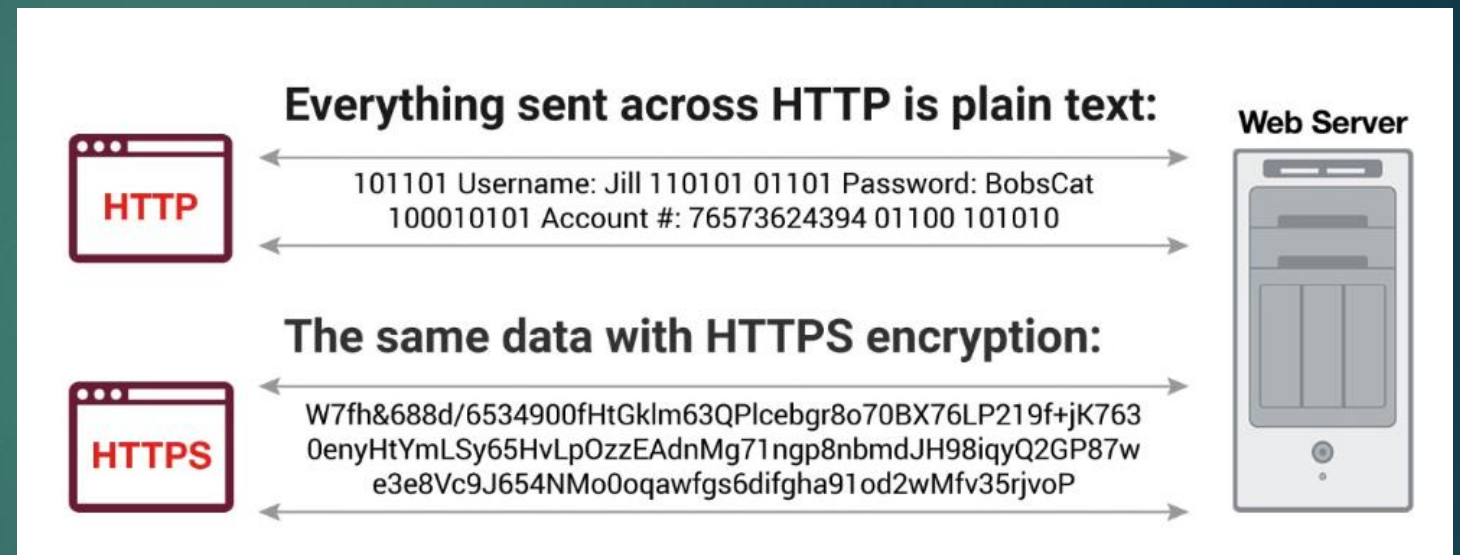 Everything sent across HTTP is plain text:
Web Server
HTTP
101101 Username: Jill 110101 01101 Password: BobsCat
100010101 Account #: 76573624394 01100 101010
The same data with HTTPS encryption:
HTTPS
W7fh&688d/6534900fHtGklm63QPlcebgr8o70BX76LP219f+jK763
0enyHtYmLSy65HvLpOzzEAdnMg71ngp8nbmdJH98iqyQ2GP87w
e3e8Vc9J654NMo0oqawfgs6difgha91od2wMfv35rjvoP